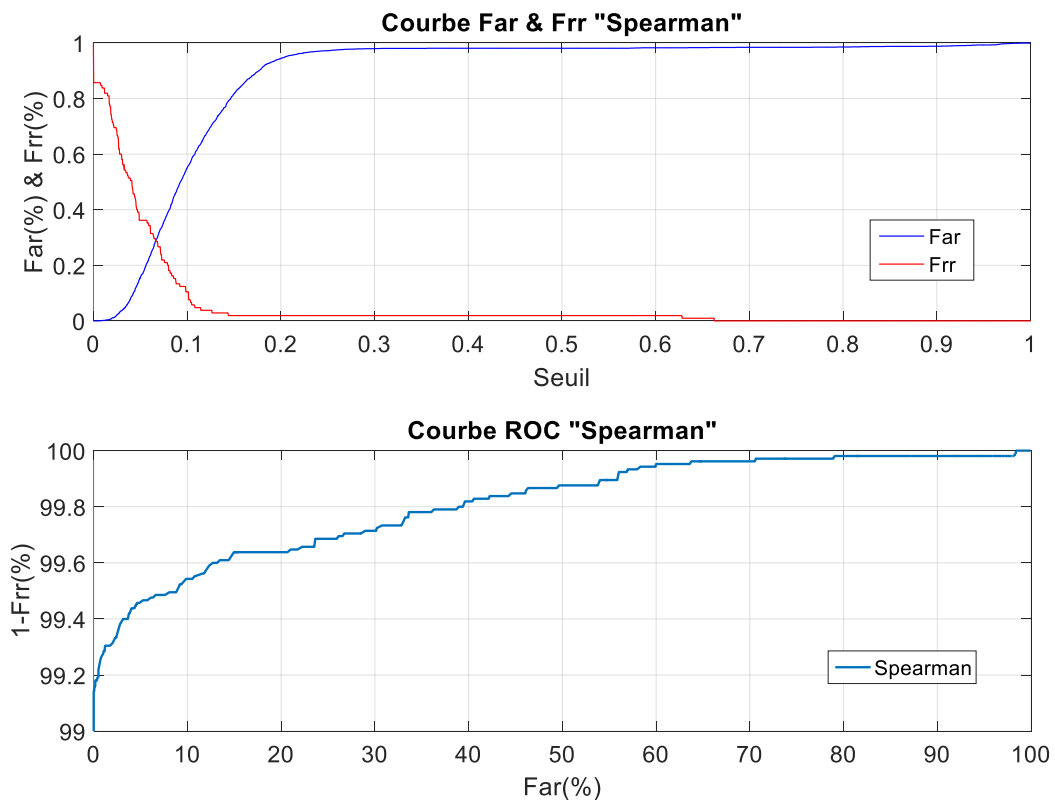 Courbe Far & Frr "Spearman"
1
0.8
0.6
0.4
0.2
0
Far(%) & Frr(%)
Far
Frr
0 0.1 0.2 0.3 0.4 0.5 0.6 0.7 0.8 0.9 1
Seuil
Courbe ROC "Spearman"
100
99.8
99.6
99.4
99.2
99
1-Frr(%)
Spearman
0 10 20 30 40 50 60 70 80 90 100
Far(%)